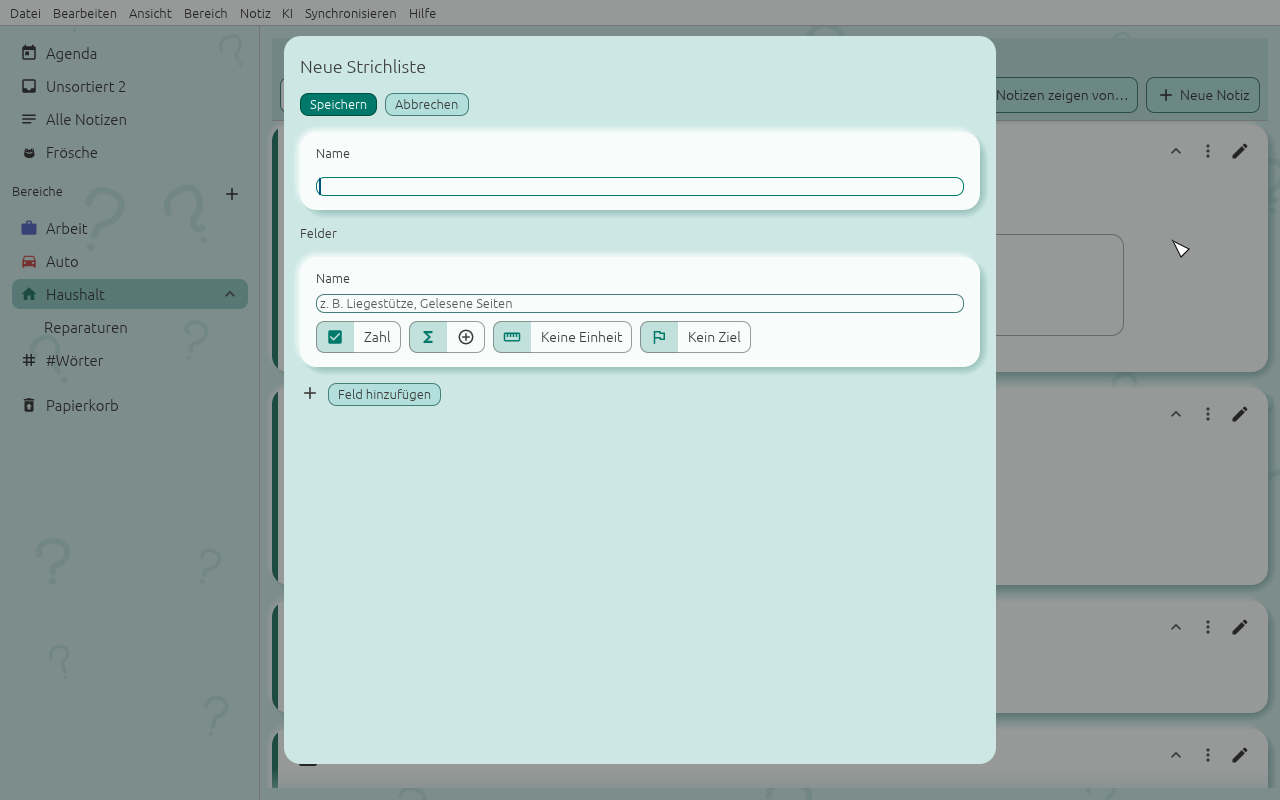 Datei Bearbeiten Ansicht Bereich Notiz KI Synchronisieren Hilfe
Agenda
Unsortiert 2
Alle Notizen
Frösche
Bereiche
Arbeit
Auto
Haushalt
Reparaturen
#Wörter
Papierkorb
Notizen zeigen von... Neue Notiz
Neue Strichliste
Speichern Abbrechen
Name
Felder
Name
z. B. Liegestütze, Gelesene Seiten
Zahl Keine Einheit Kein Ziel
Feld hinzufügen